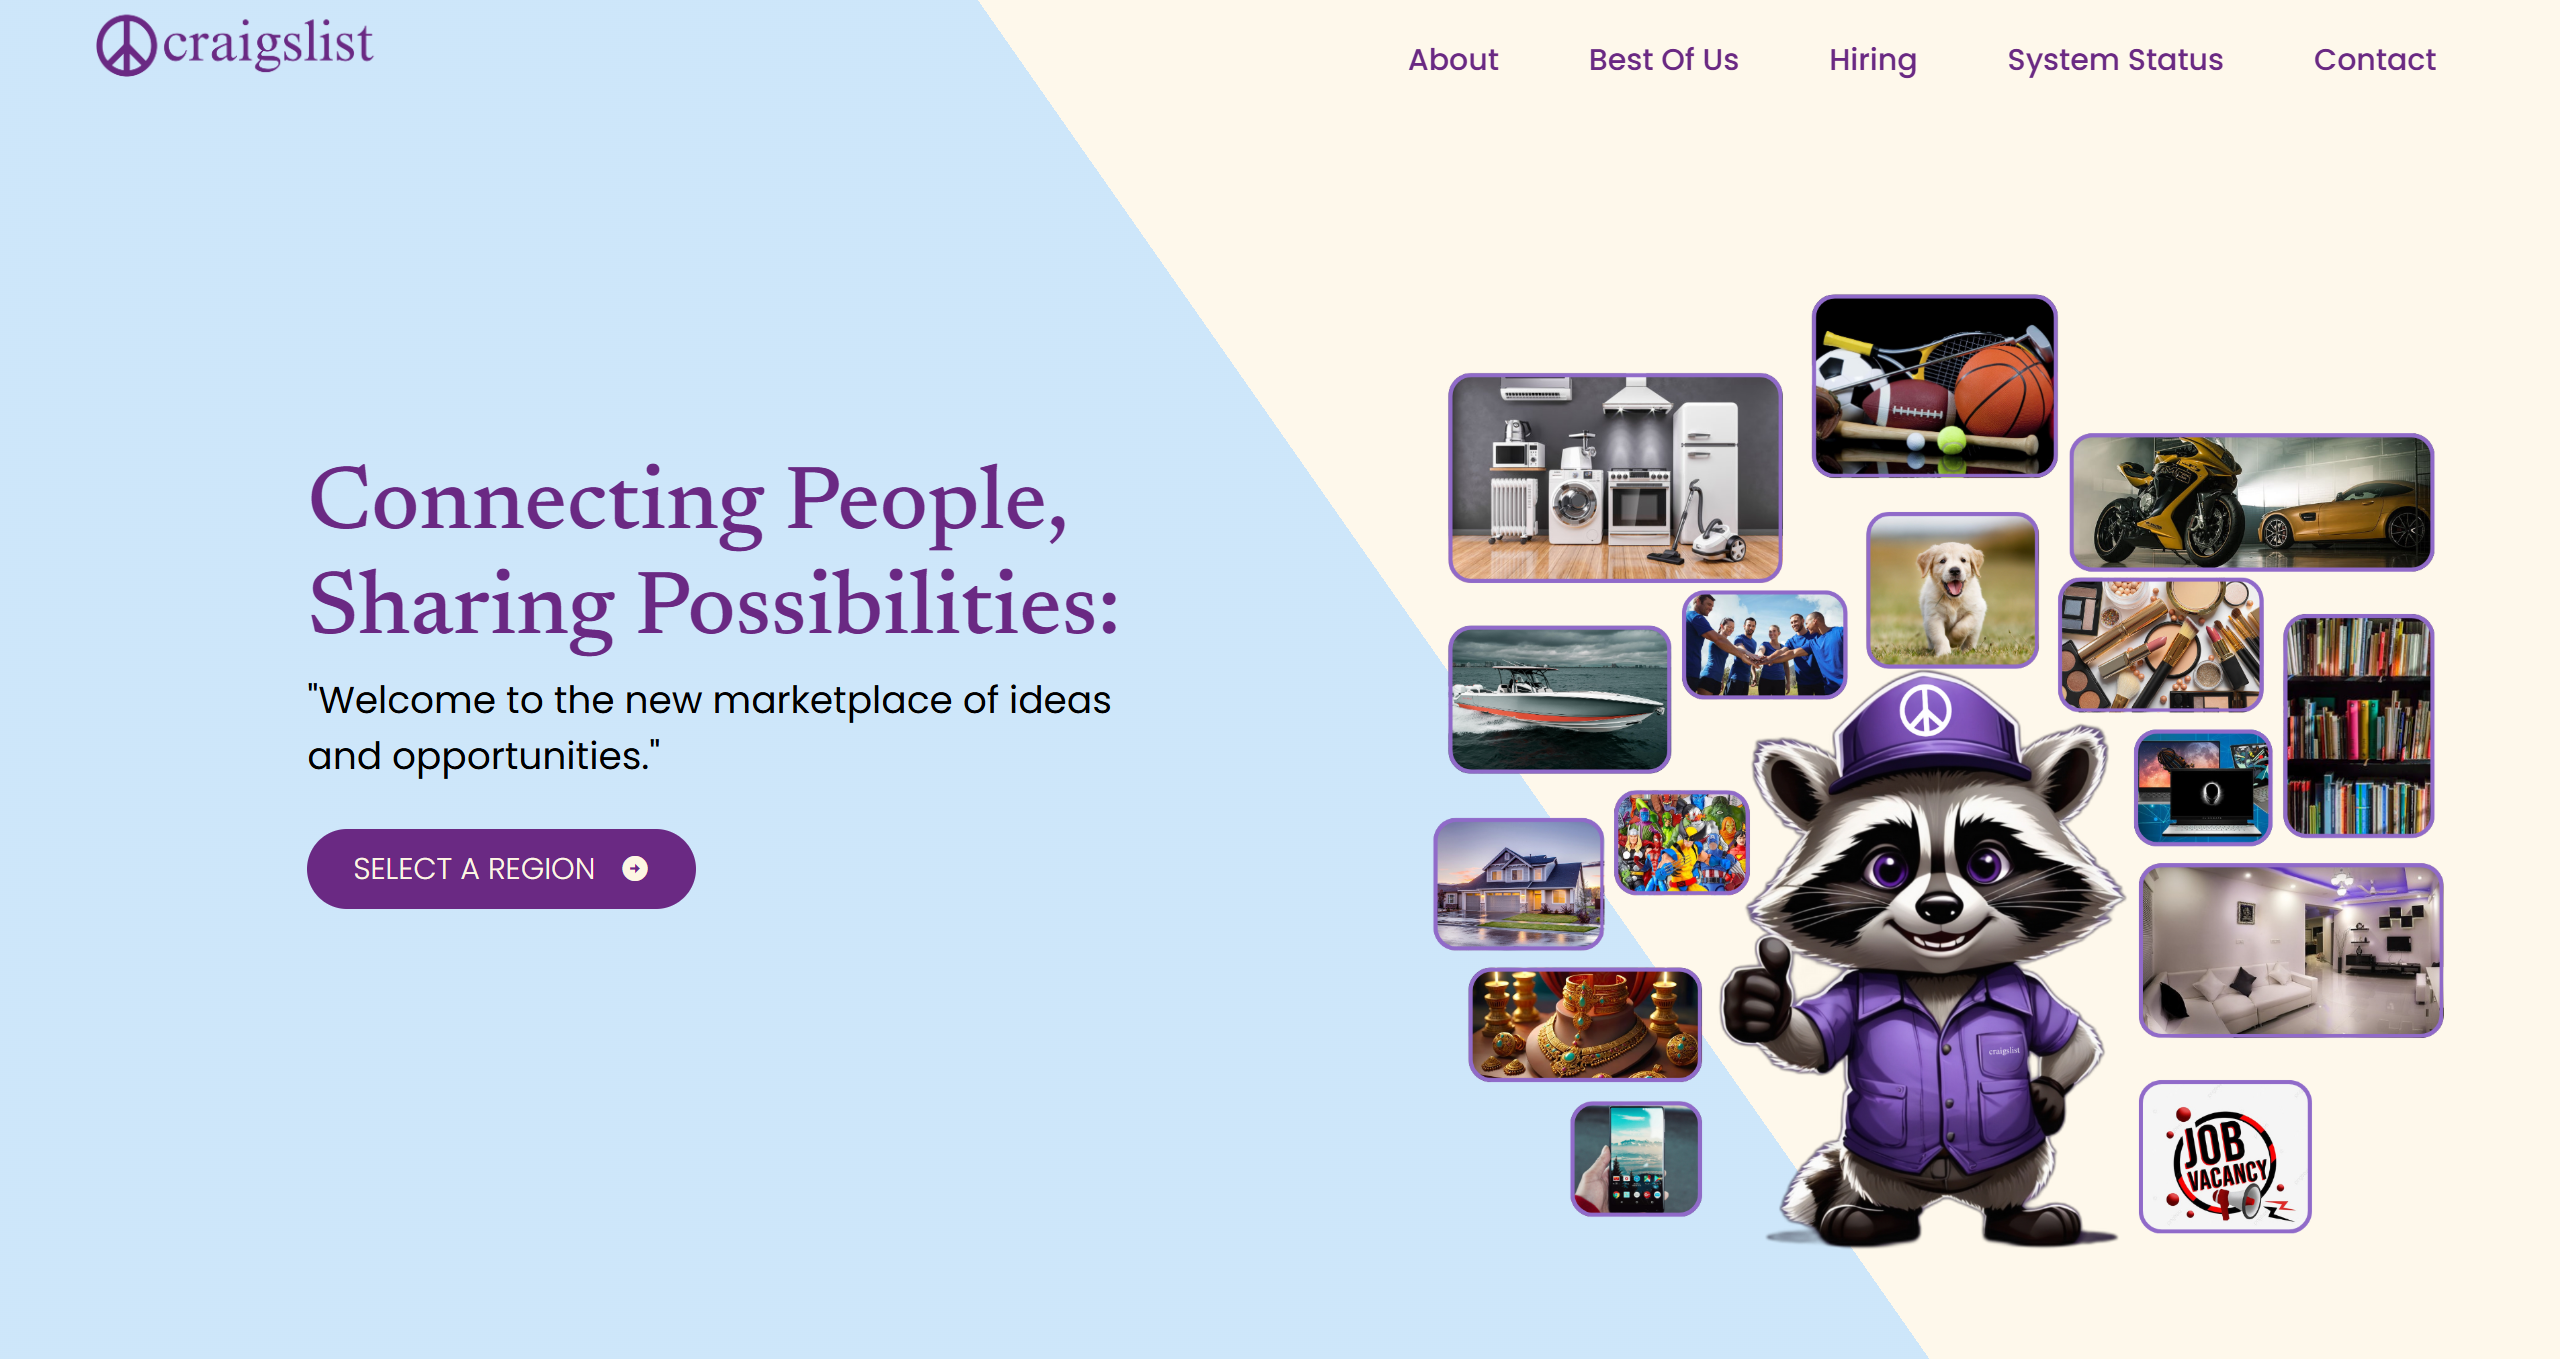 craigslist
About
Best Of Us
Hiring
System Status
Contact
Connecting People,
Sharing Possibilities:
"Welcome to the new marketplace of ideas
and opportunities."
SELECT A REGION
craigslist
JOB
VACANCY